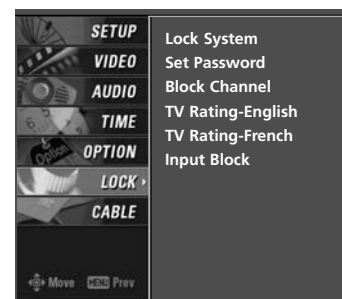 SETUP
VIDEO
AUDIO
TIME
OPTION
LOCK
CABLE
Move MENU Prev
Lock System
Set Password
Block Channel
TV Rating-English
TV Rating-French
Input Block